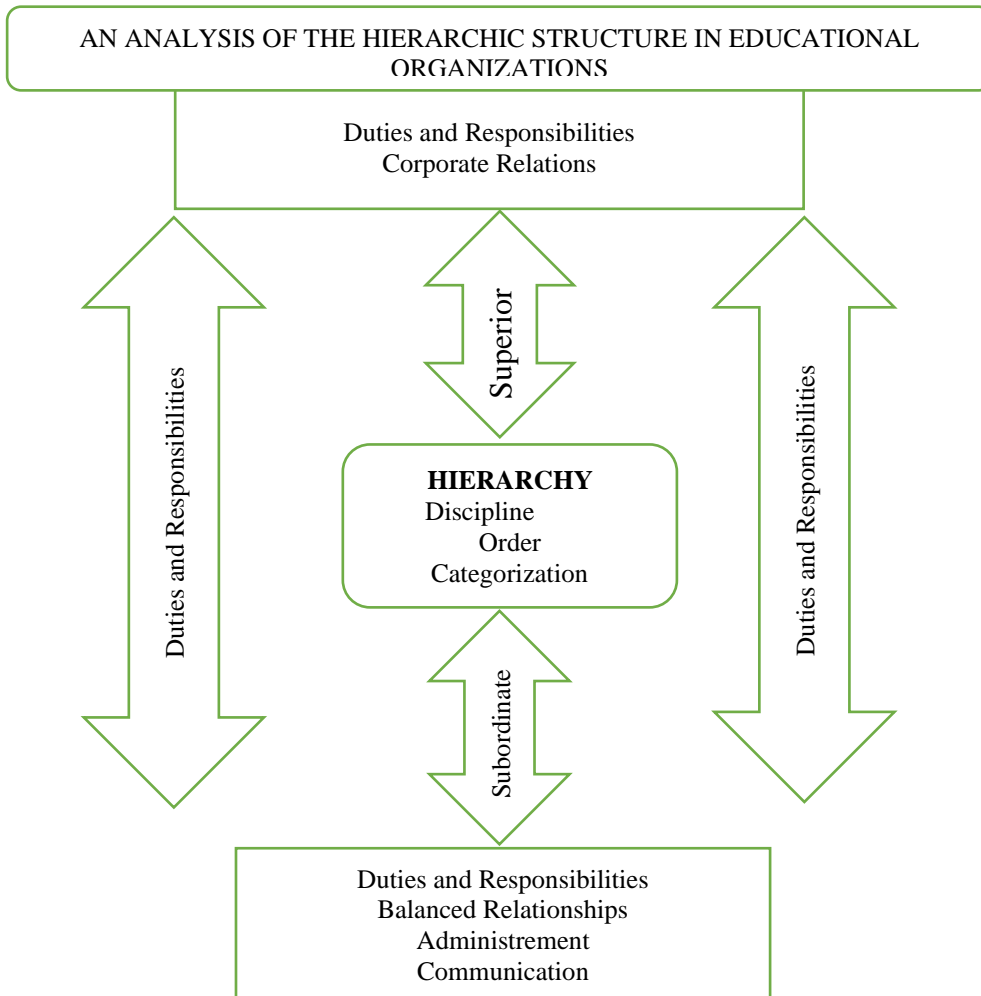 AN ANALYSIS OF THE HIERARCHIC STRUCTURE IN EDUCATIONAL
ORGANIZATIONS
Duties and Responsibilities
Corporate Relations
Duties and Responsibilities
Superior
Duties and Responsibilities
HIERARCHY
Discipline
Order
Categorization
Subordinate
Duties and Responsibilities
Balanced Relationships
Administrement
Communication